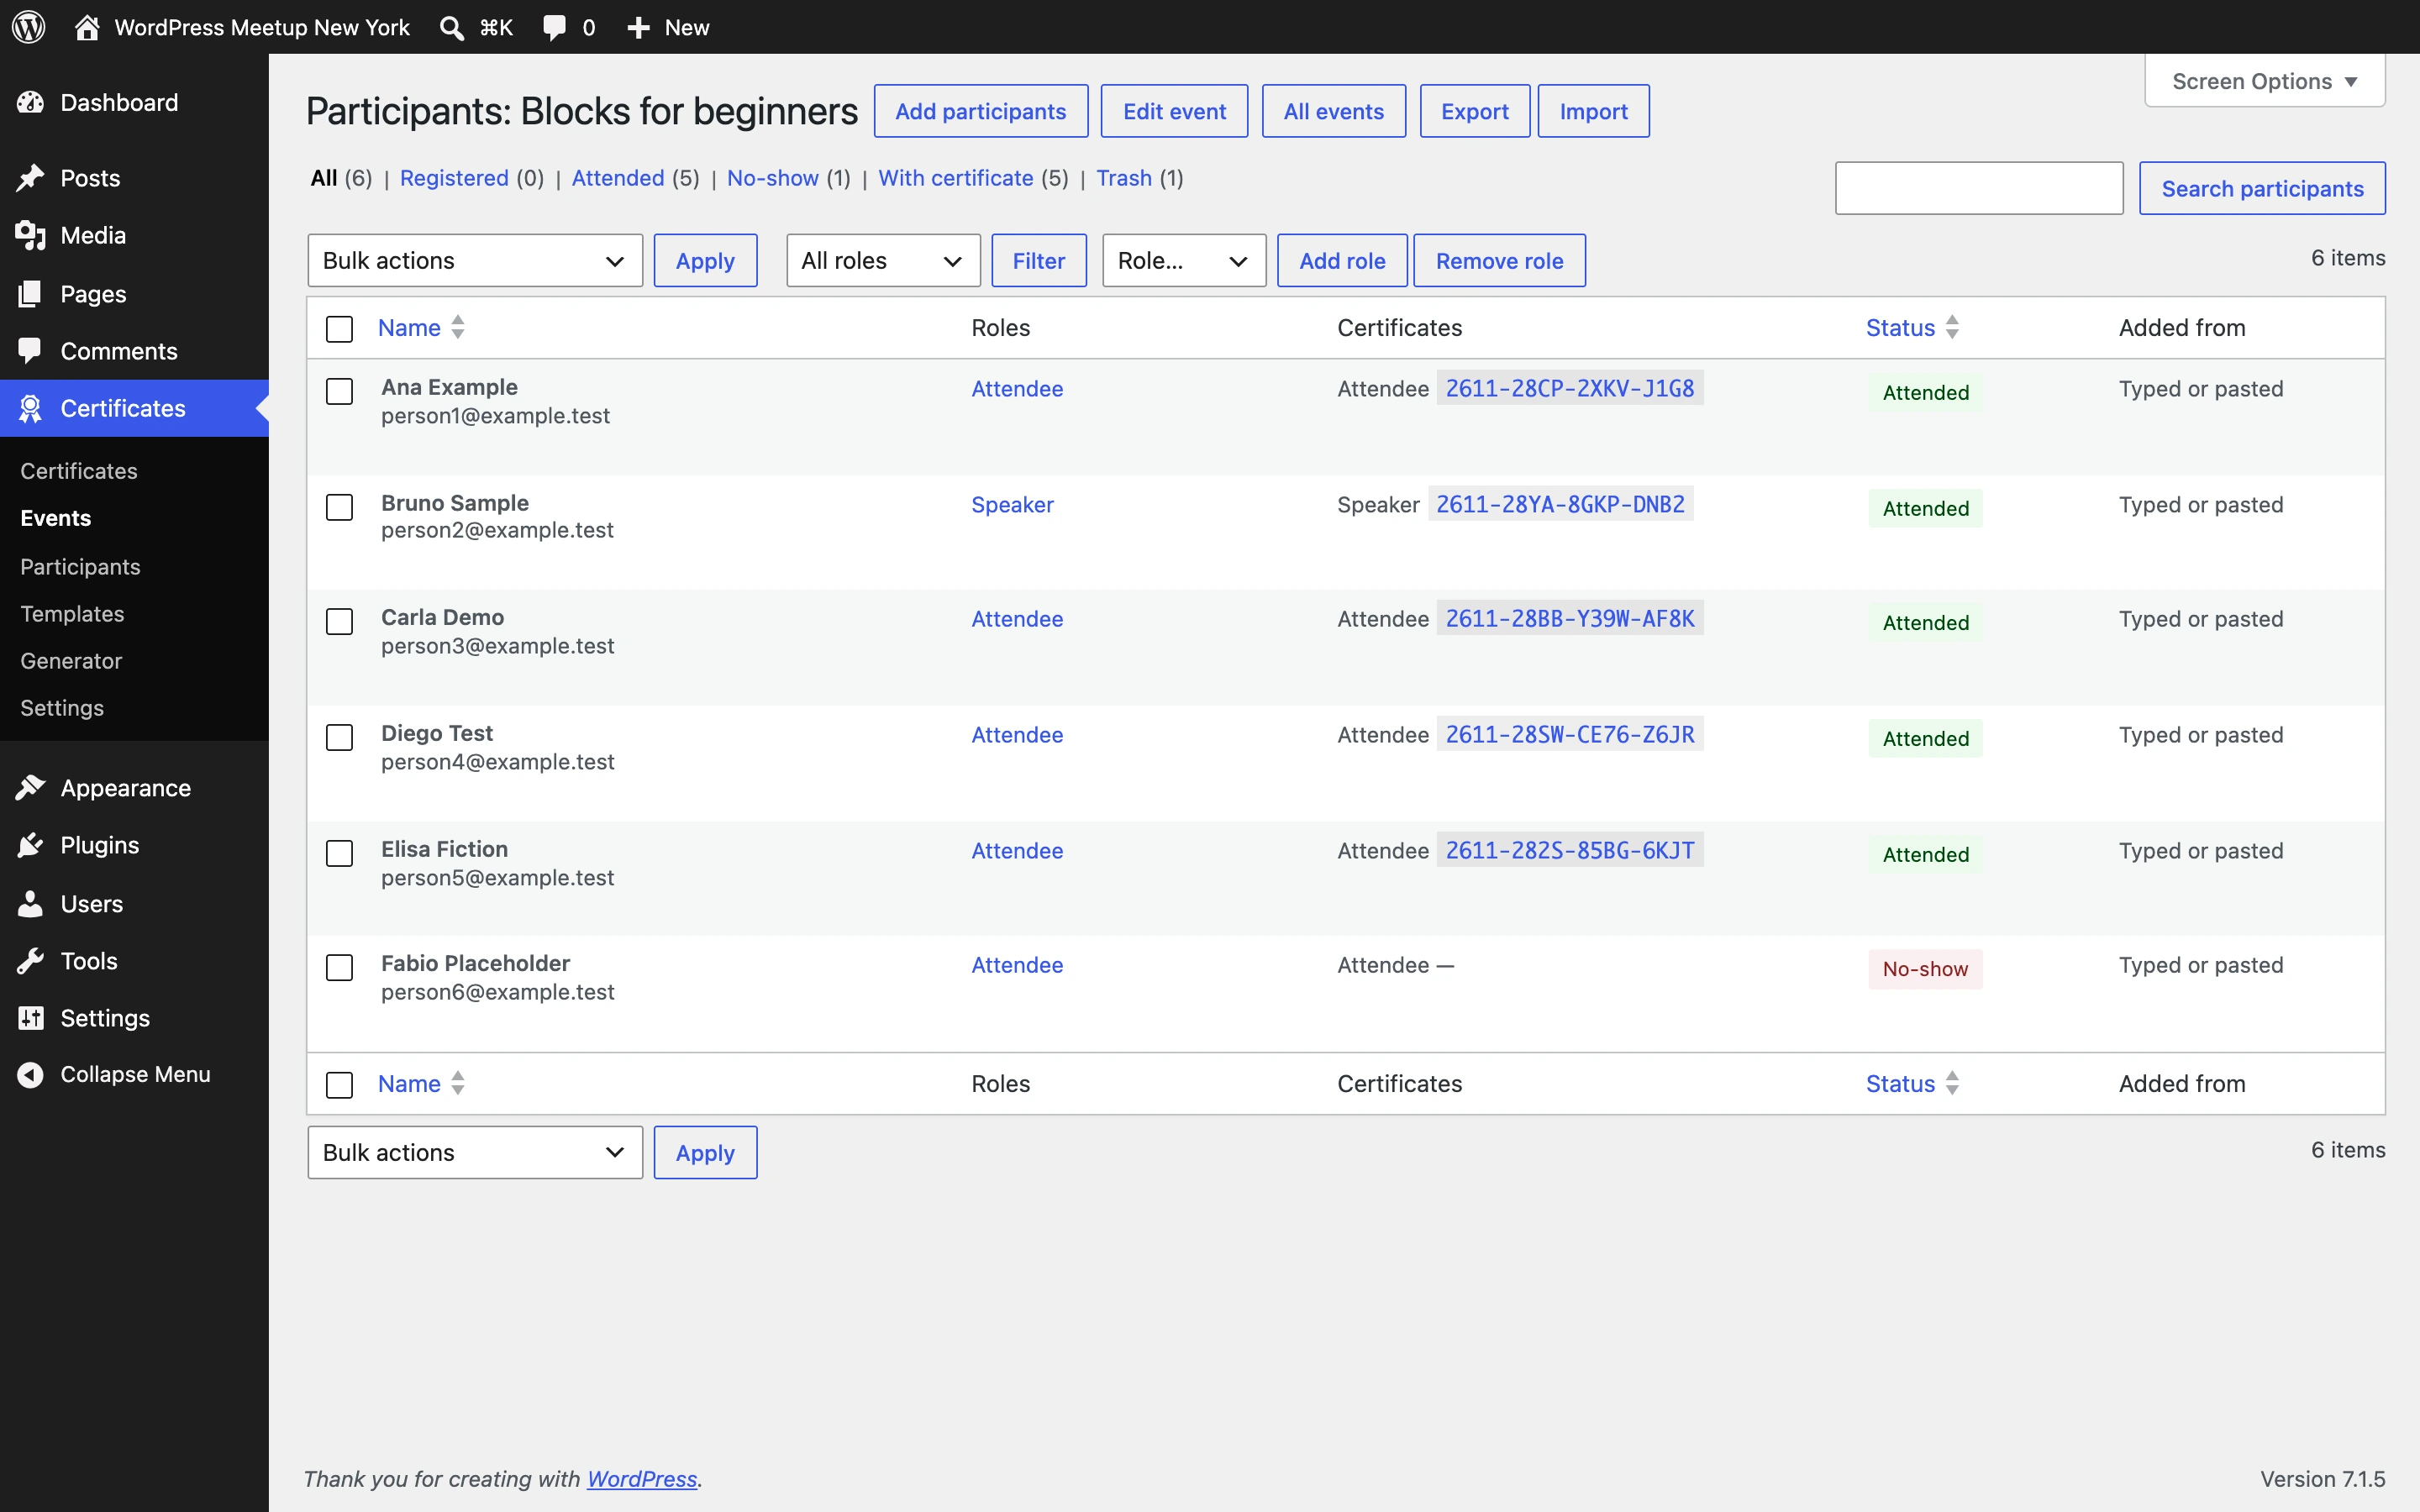 WordPress Meetup New York ⌘K 0 New
Screen Options
Dashboard
Posts
Media
Pages
Comments
Certificates
Certificates
Events
Participants
Templates
Generator
Settings
Appearance
Plugins
Users
Tools
Settings
Collapse Menu
Participants: Blocks for beginners Add participants Edit event All events Export Import
All (6) | Registered (0) | Attended (5) | No-show (1) | With certificate (5) | Trash (1)
Search participants
Bulk actions Apply All roles Filter Role... Add role Remove role 6 items
Name Roles Certificates Status Added from
Ana Example Attendee Attendee 2611-28CP-2XKV-J1G8 Attended Typed or pasted
person1@example.test
Bruno Sample Speaker Speaker 2611-28YA-8GKP-DNB2 Attended Typed or pasted
person2@example.test
Carla Demo Attendee Attendee 2611-28BB-Y39W-AF8K Attended Typed or pasted
person3@example.test
Diego Test Attendee Attendee 2611-28SW-CE76-Z6JR Attended Typed or pasted
person4@example.test
Elisa Fiction Attendee Attendee 2611-282S-85BG-6KJT Attended Typed or pasted
person5@example.test
Fabio Placeholder Attendee Attendee — No-show Typed or pasted
person6@example.test
Name Roles Certificates Status Added from
Bulk actions Apply 6 items
Thank you for creating with WordPress. Version 7.1.5